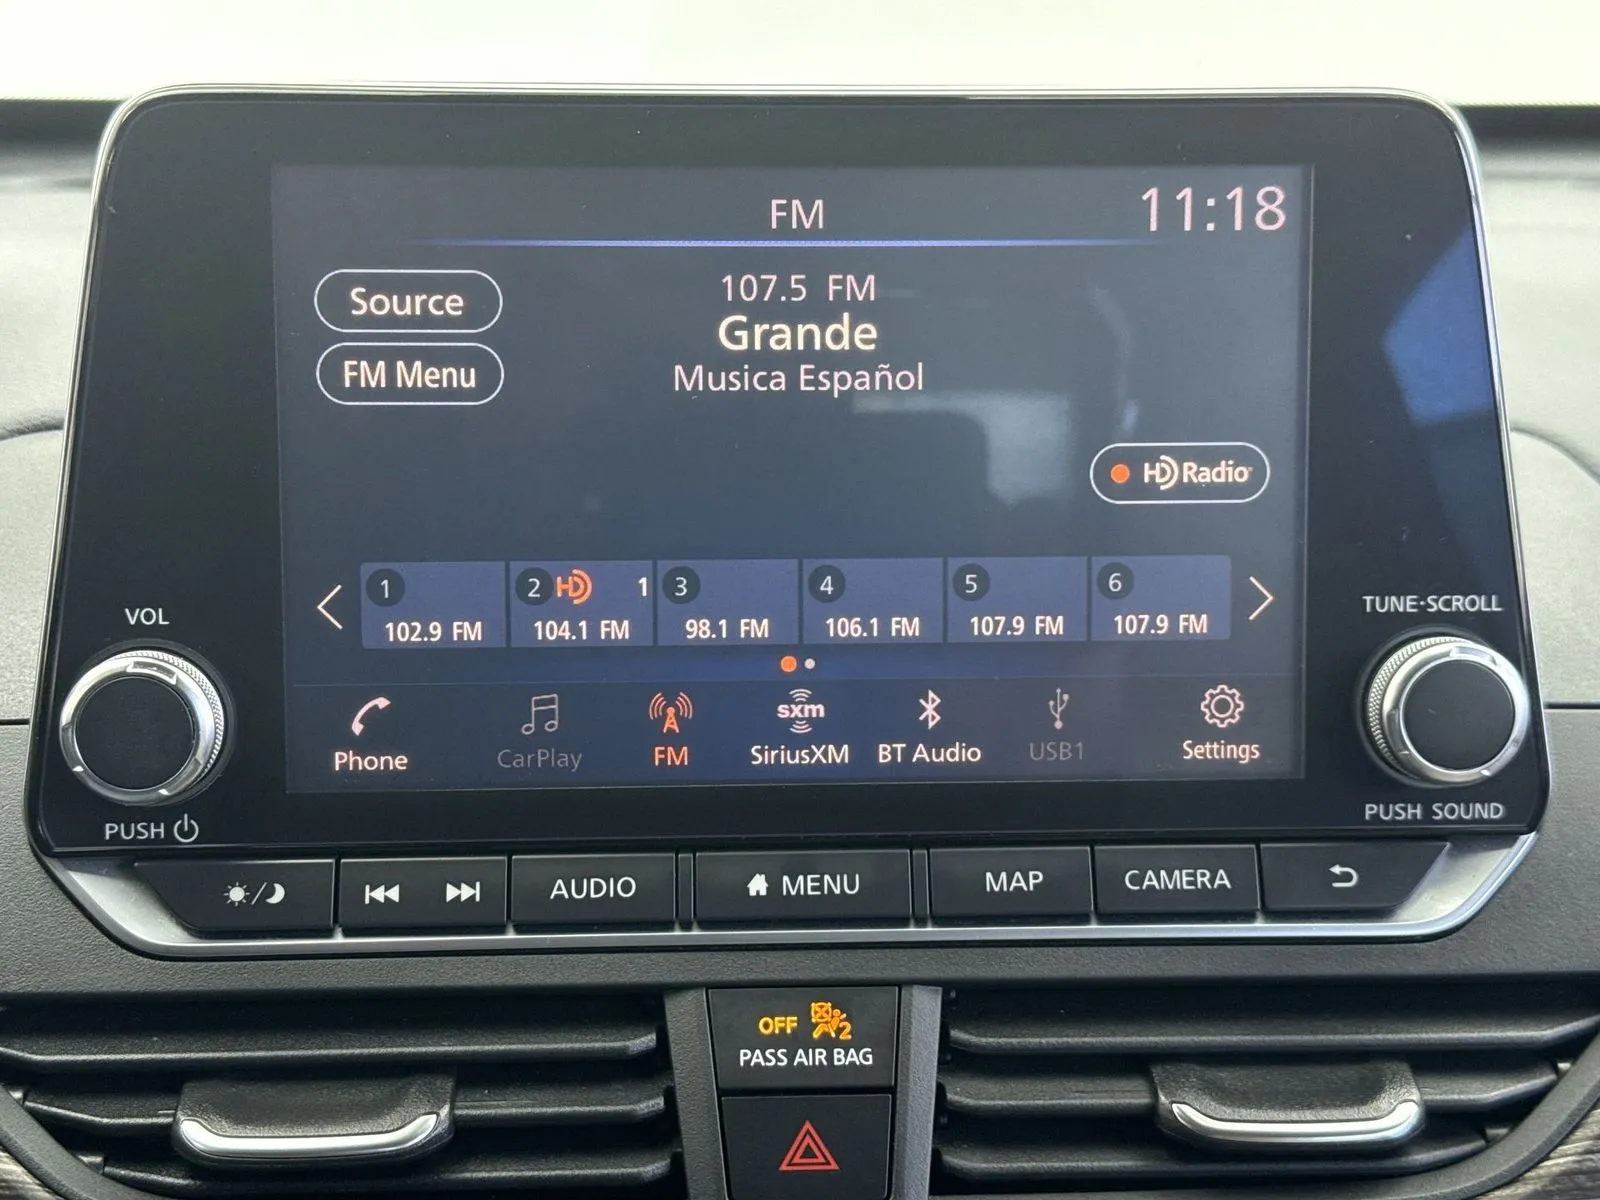 FM
11:18
Source
107.5 FM
Grande
FM Menu
Musica Español
HD Radio
1
2 HD 1
3
4
5
6
102.9 FM
104.1 FM
98.1 FM
106.1 FM
107.9 FM
107.9 FM
VOL
TUNE·SCROLL
Phone
CarPlay
FM
sxm
SiriusXM
BT Audio
USB1
Settings
PUSH
PUSH SOUND
AUDIO
MENU
MAP
CAMERA
OFF 2
PASS AIR BAG